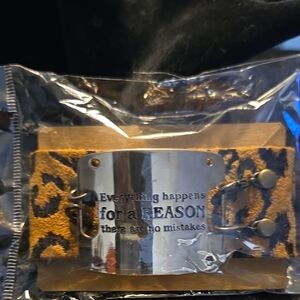 Everything happens
for a REASON
there are no mistakes